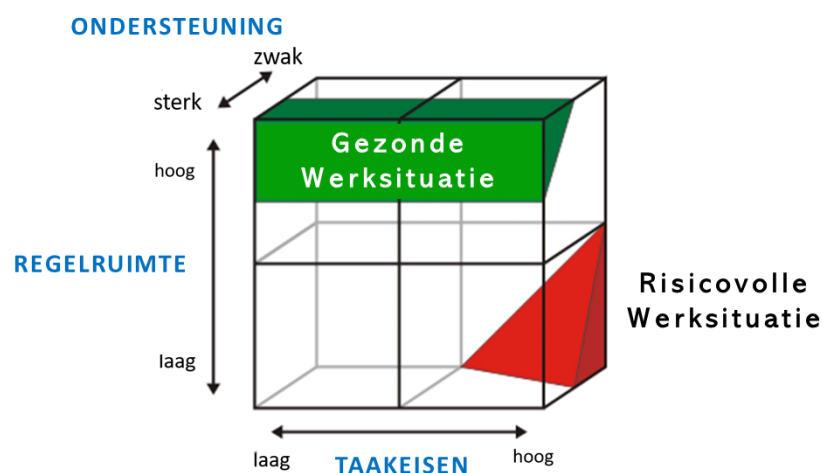 ONDERSTEUNING
zwak
sterk
Gezonde
Werksituatie
hoog
REGELRUIMTE
Risicovolle
Werksituatie
laag
laag
TAAKEISEN
hoog